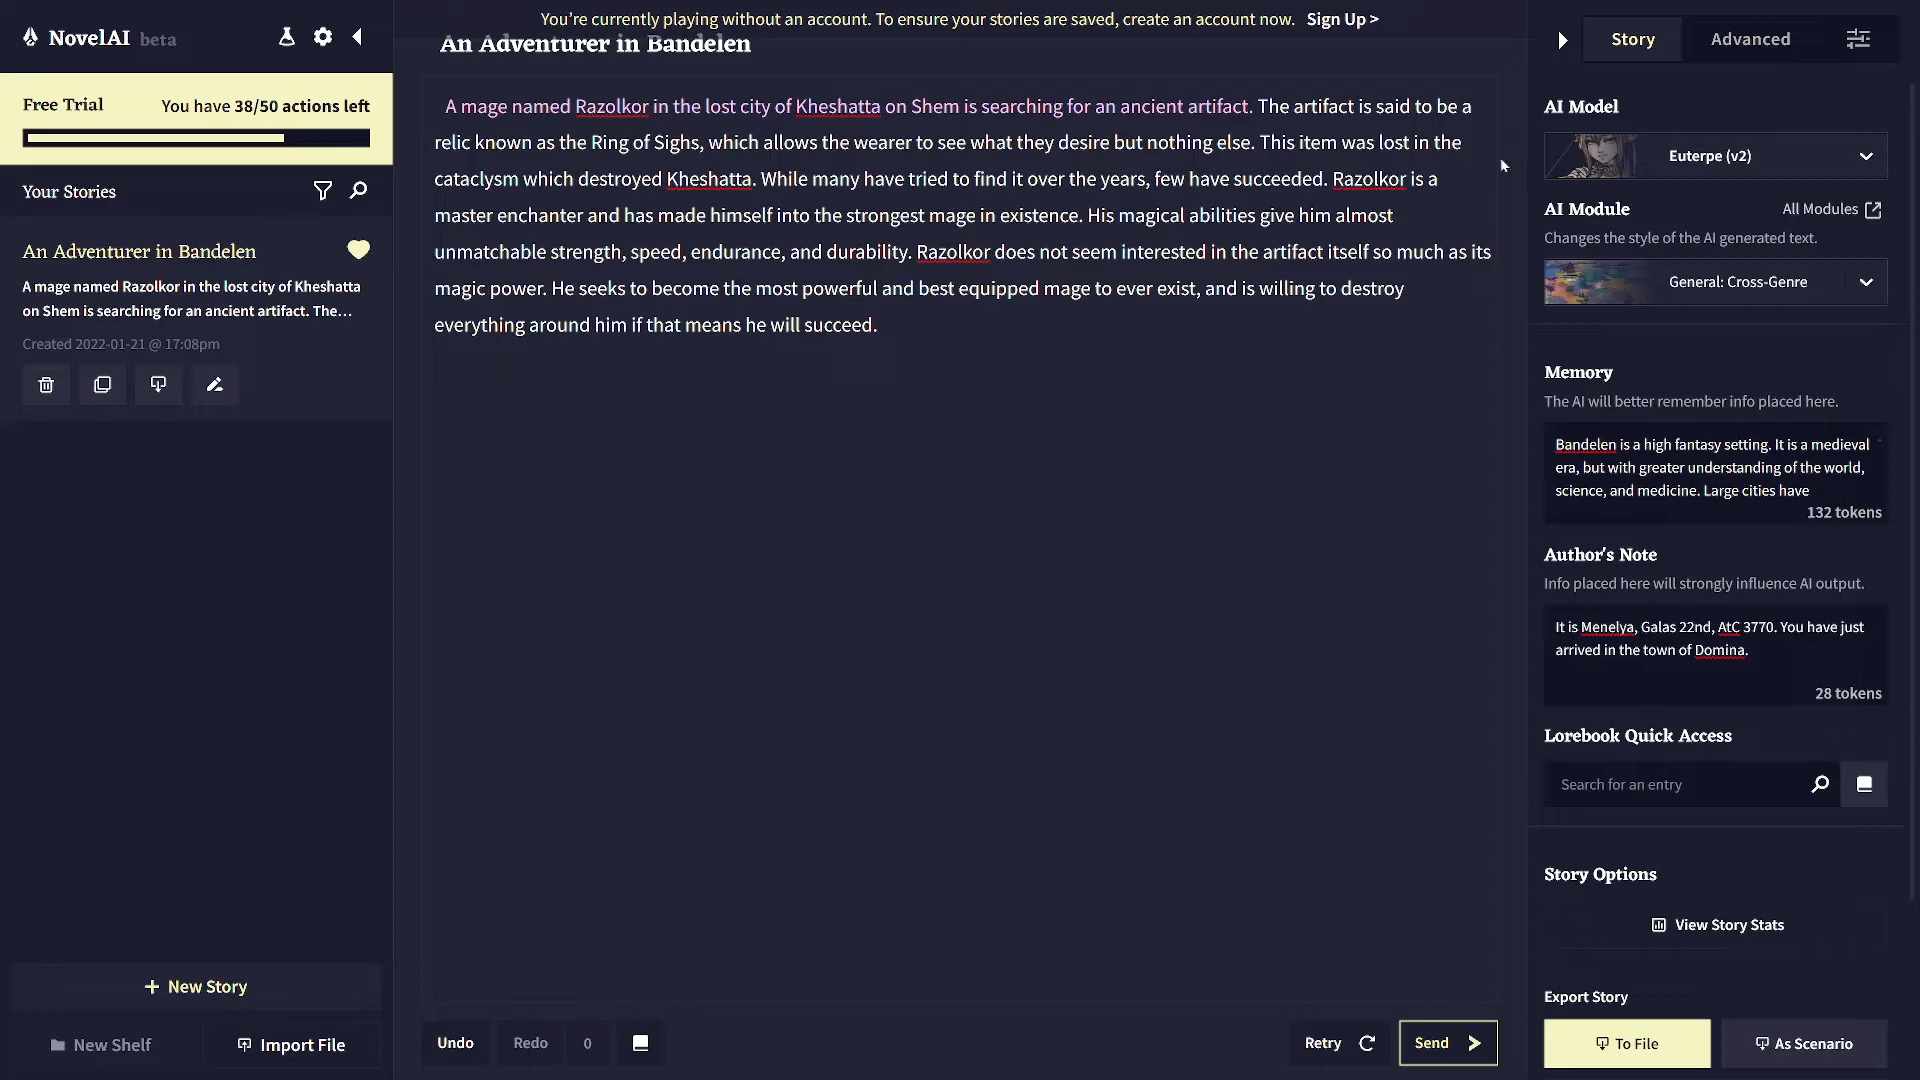 You're currently playing without an account. To ensure your stories are saved, create an account now. Sign Up >
NovelAI beta
Free Trial
You have 38/50 actions left
Your Stories
An Adventurer in Bandelen
A mage named Razolkor in the lost city of Kheshatta
on Shem is searching for an ancient artifact. The...
Created 2022-01-21 @ 17:08pm
+ New Story
New Shelf
Import File
An Adventurer in Bandelen
A mage named Razolkor in the lost city of Kheshatta on Shem is searching for an ancient artifact. The artifact is said to be a
relic known as the Ring of Sighs, which allows the wearer to see what they desire but nothing else. This item was lost in the
cataclysm which destroyed Kheshatta. While many have tried to find it over the years, few have succeeded. Razolkor is a
master enchanter and has made himself into the strongest mage in existence. His magical abilities give him almost
unmatchable strength, speed, endurance, and durability. Razolkor does not seem interested in the artifact itself so much as its
magic power. He seeks to become the most powerful and best equipped mage to ever exist, and is willing to destroy
everything around him if that means he will succeed.
Undo
Redo
0
Retry
Send
Story
Advanced
AI Model
Euterpe (v2)
AI Module
All Modules
Changes the style of the AI generated text.
General: Cross-Genre
Memory
The AI will better remember info placed here.
Bandelen is a high fantasy setting. It is a medieval
era, but with greater understanding of the world,
science, and medicine. Large cities have
132 tokens
Author's Note
Info placed here will strongly influence AI output.
It is Menelya, Galas 22nd, AtC 3770. You have just
arrived in the town of Domina.
28 tokens
Lorebook Quick Access
Search for an entry
Story Options
View Story Stats
Export Story
To File
As Scenario